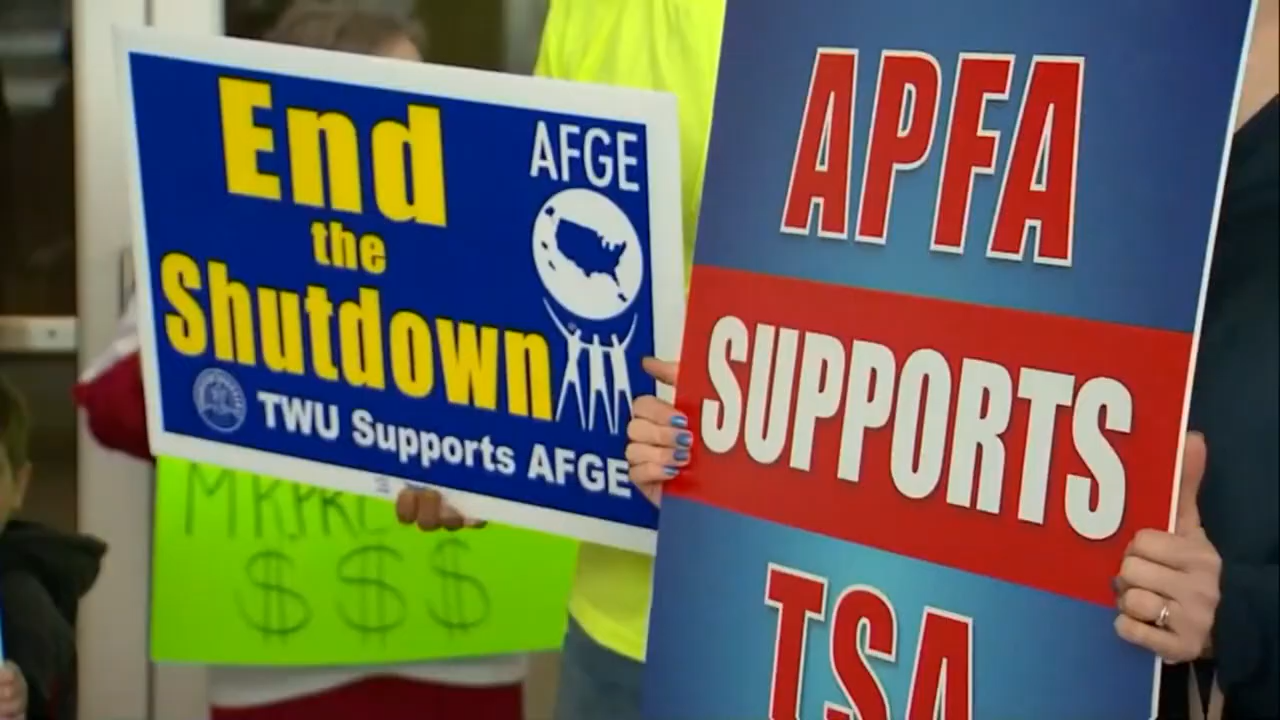 End
the
Shutdown
AFGE
TWU Supports AFGE
$ $ $
APFA
SUPPORTS
TSA